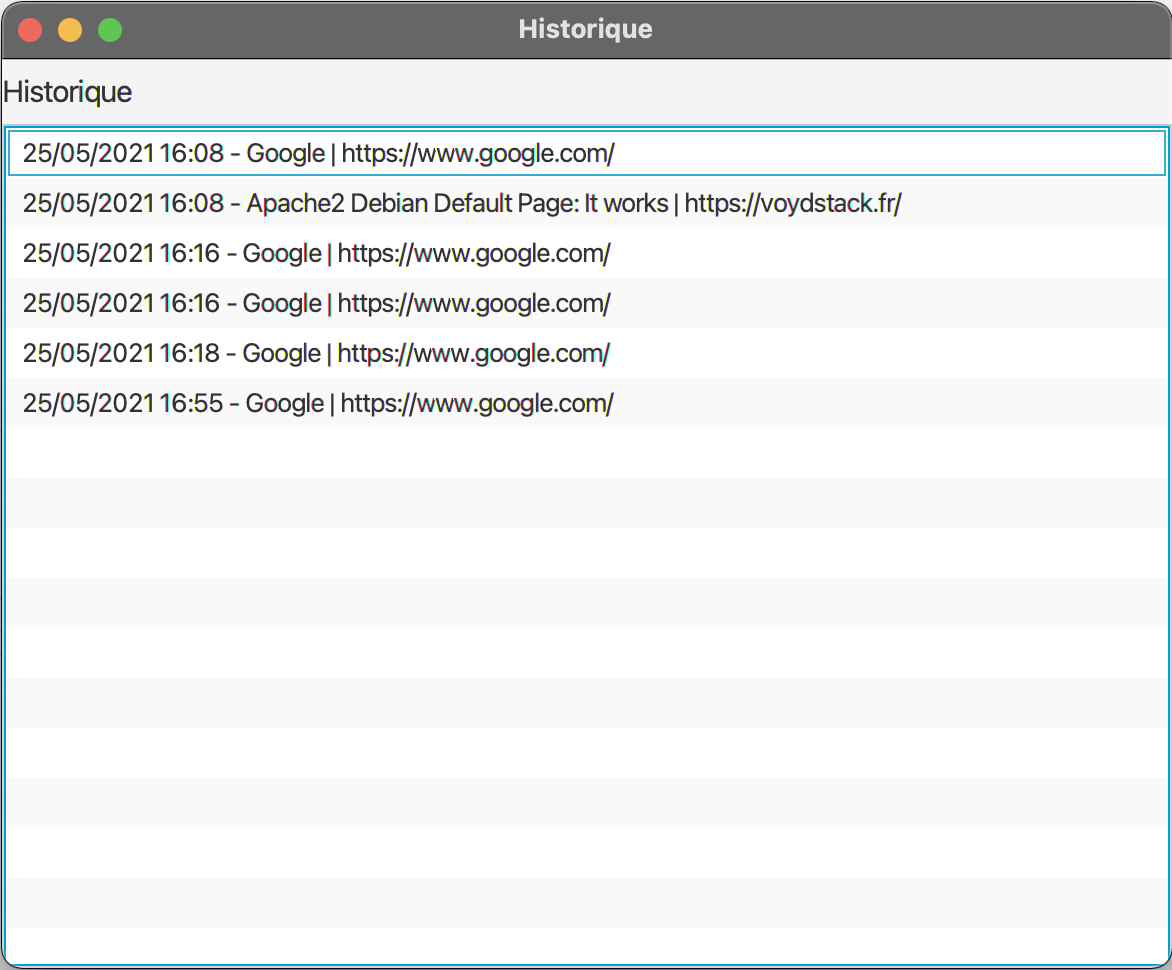 Historique
Historique
25/05/2021 16:08 - Google | https://www.google.com/
25/05/2021 16:08 - Apache2 Debian Default Page: It works | https://voydstack.fr/
25/05/2021 16:16 - Google | https://www.google.com/
25/05/2021 16:16 - Google | https://www.google.com/
25/05/2021 16:18 - Google | https://www.google.com/
25/05/2021 16:55 - Google | https://www.google.com/